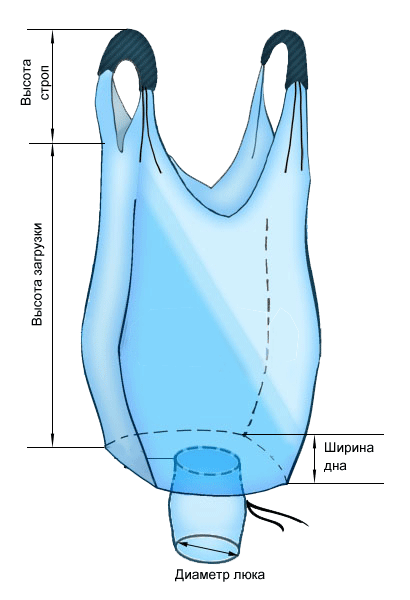 Высота
строп
Высота загрузки
Ширина
дна
Диаметр люка